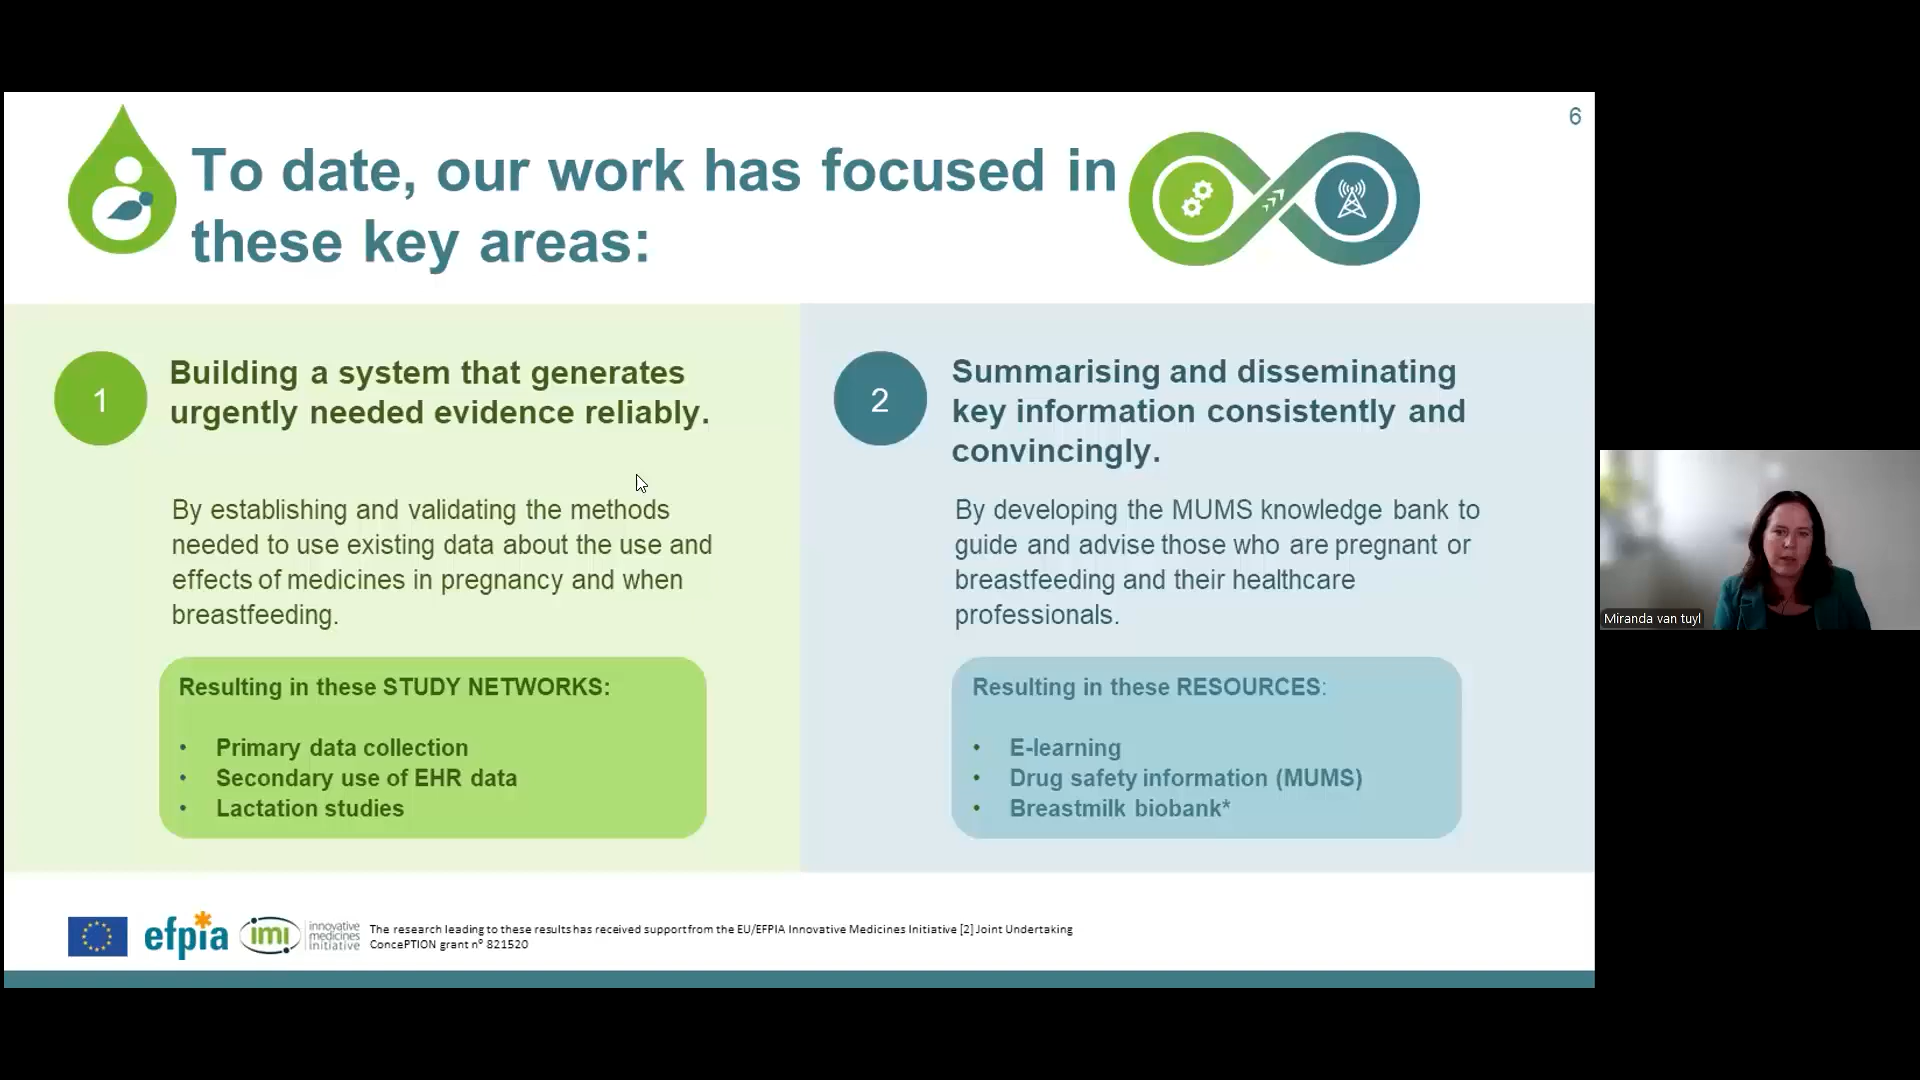 6
To date, our work has focused in
these key areas:
1
Building a system that generates
urgently needed evidence reliably.
By establishing and validating the methods
needed to use existing data about the use and
effects of medicines in pregnancy and when
breastfeeding.
Resulting in these STUDY NETWORKS:
• Primary data collection
• Secondary use of EHR data
• Lactation studies
2
Summarising and disseminating
key information consistently and
convincingly.
By developing the MUMS knowledge bank to
guide and advise those who are pregnant or
breastfeeding and their healthcare
professionals.
Resulting in these RESOURCES:
• E-learning
• Drug safety information (MUMS)
• Breastmilk biobank*
Miranda van tuyl
efpia
imi
innovative
medicines
initiative
The research leading to these results has received support from the EU/EFPIA Innovative Medicines Initiative [2] Joint Undertaking
ConcePTION grant nº 821520